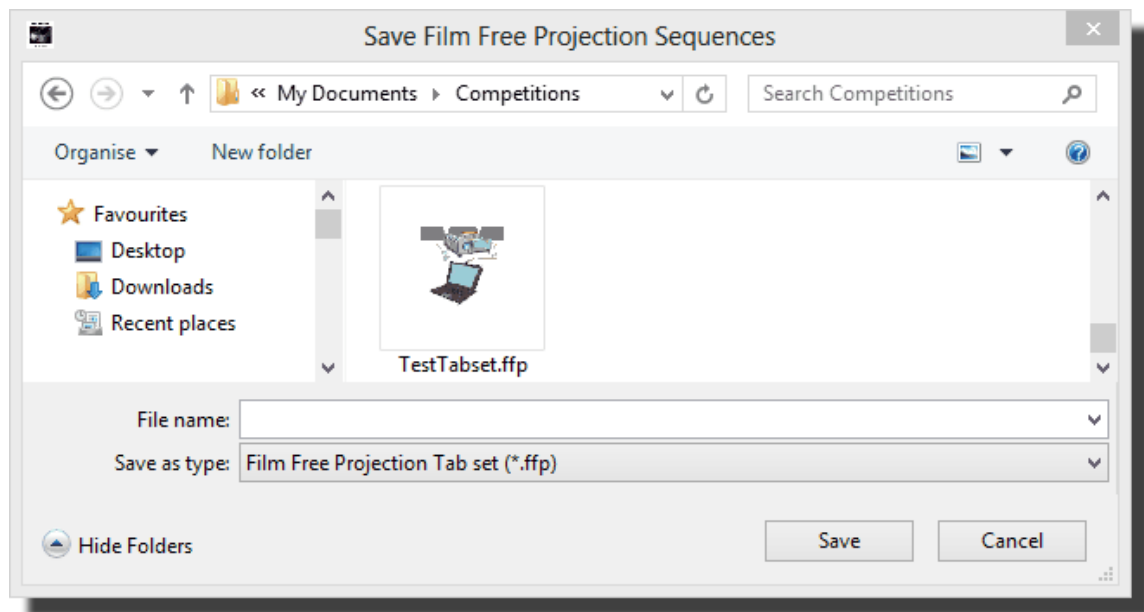 Save Film Free Projection Sequences
« My Documents Competitions
Search Competitions
Organise
New folder
Favourites
Desktop
Downloads
Recent places
TestTabset.ffp
File name:
Save as type: Film Free Projection Tab set (*.ffp)
Hide Folders
Save
Cancel